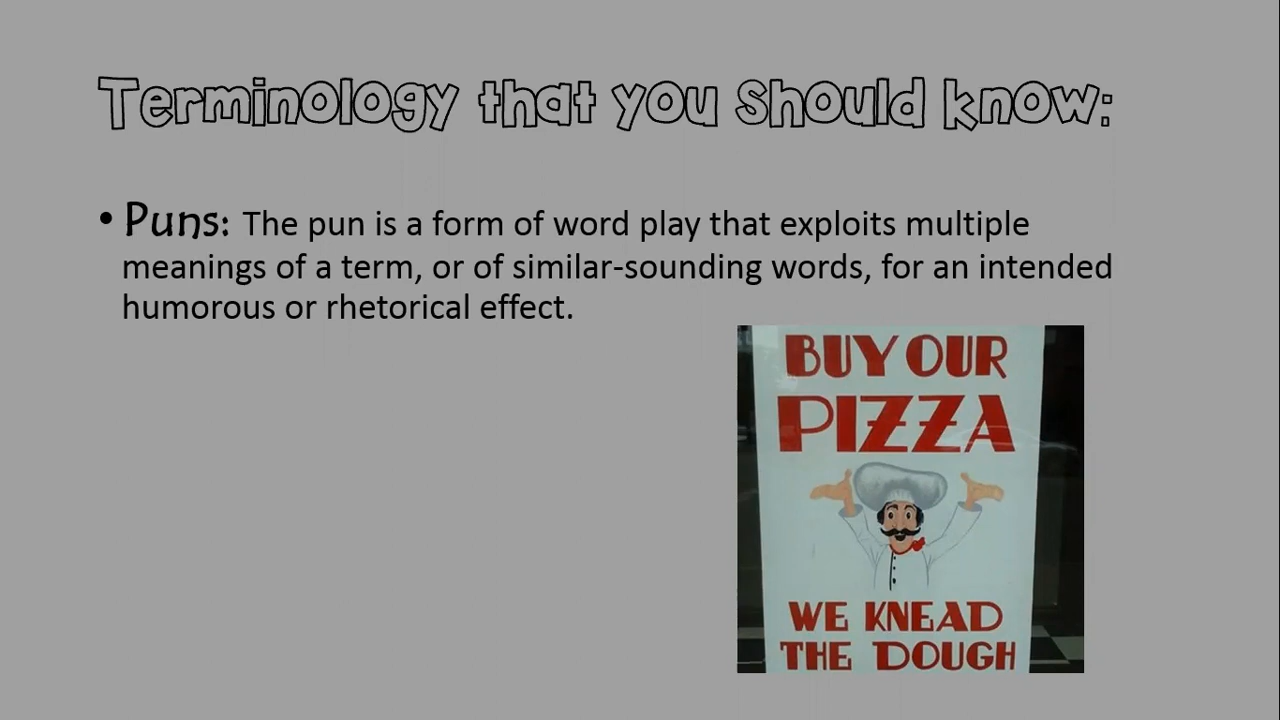 Terminology that you should know:
• Puns: The pun is a form of word play that exploits multiple
meanings of a term, or of similar-sounding words, for an intended
humorous or rhetorical effect.
BUY OUR
PIZZA
WE KNEAD
THE DOUGH